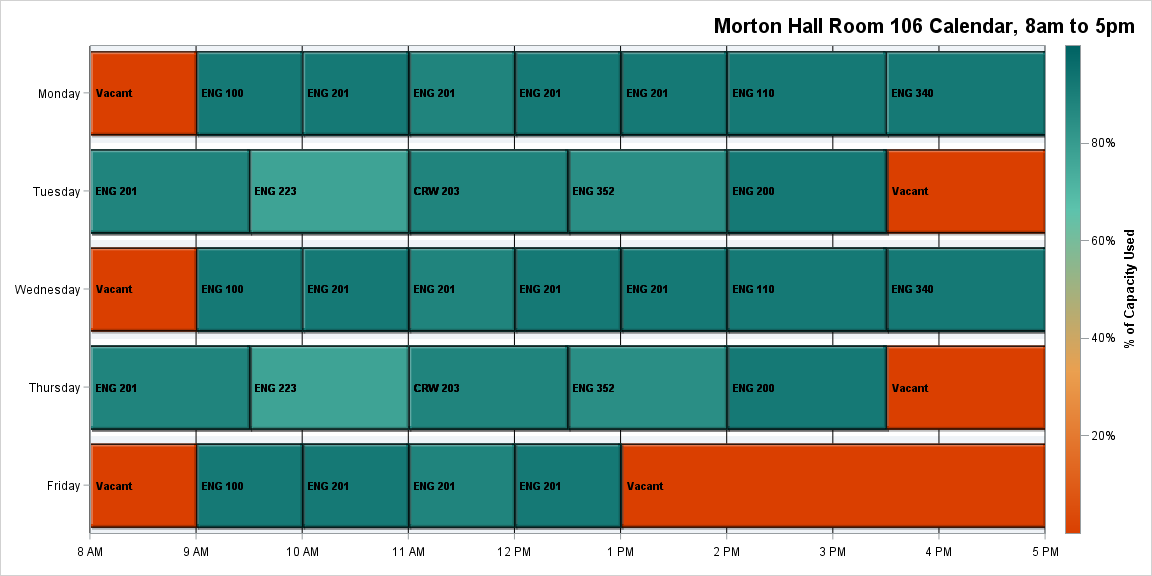 Morton Hall Room 106 Calendar, 8am to 5pm
Monday
Vacant
ENG 100
ENG 201
ENG 201
ENG 201
ENG 201
ENG 110
ENG 340
Tuesday
ENG 201
ENG 223
CRW 203
ENG 352
ENG 200
Vacant
Wednesday
Vacant
ENG 100
ENG 201
ENG 201
ENG 201
ENG 201
ENG 110
ENG 340
Thursday
ENG 201
ENG 223
CRW 203
ENG 352
ENG 200
Vacant
Friday
Vacant
ENG 100
ENG 201
ENG 201
ENG 201
Vacant
8 AM
9 AM
10 AM
11 AM
12 PM
1 PM
2 PM
3 PM
4 PM
5 PM
80%
60%
40%
20%
% of Capacity Used